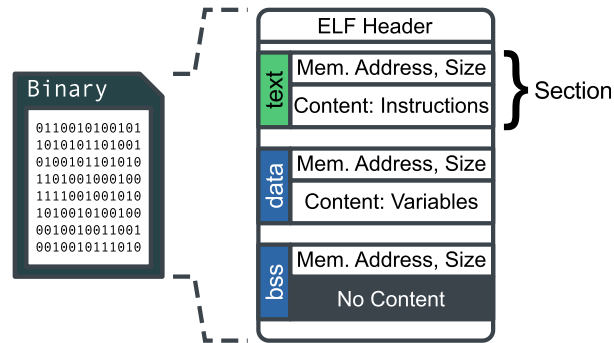 Binary
0110010100101
1010101101001
0100101101010
1101001000100
1111001001010
1010010100100
0010010011001
0010010111010
ELF Header
text
Mem. Address, Size
Content: Instructions
Section
data
Mem. Address, Size
Content: Variables
bss
Mem. Address, Size
No Content